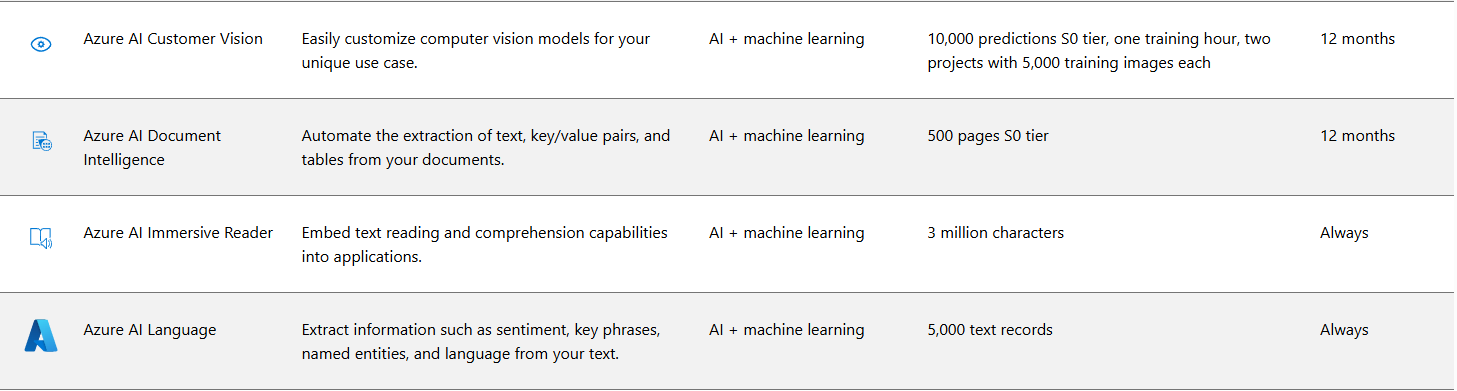 Azure AI Customer Vision
Easily customize computer vision models for your
unique use case.
AI + machine learning
10,000 predictions S0 tier, one training hour, two
projects with 5,000 training images each
12 months
Azure AI Document
Intelligence
Automate the extraction of text, key/value pairs, and
tables from your documents.
AI + machine learning
500 pages S0 tier
12 months
Azure AI Immersive Reader
Embed text reading and comprehension capabilities
into applications.
AI + machine learning
3 million characters
Always
Azure AI Language
Extract information such as sentiment, key phrases,
named entities, and language from your text.
AI + machine learning
5,000 text records
Always